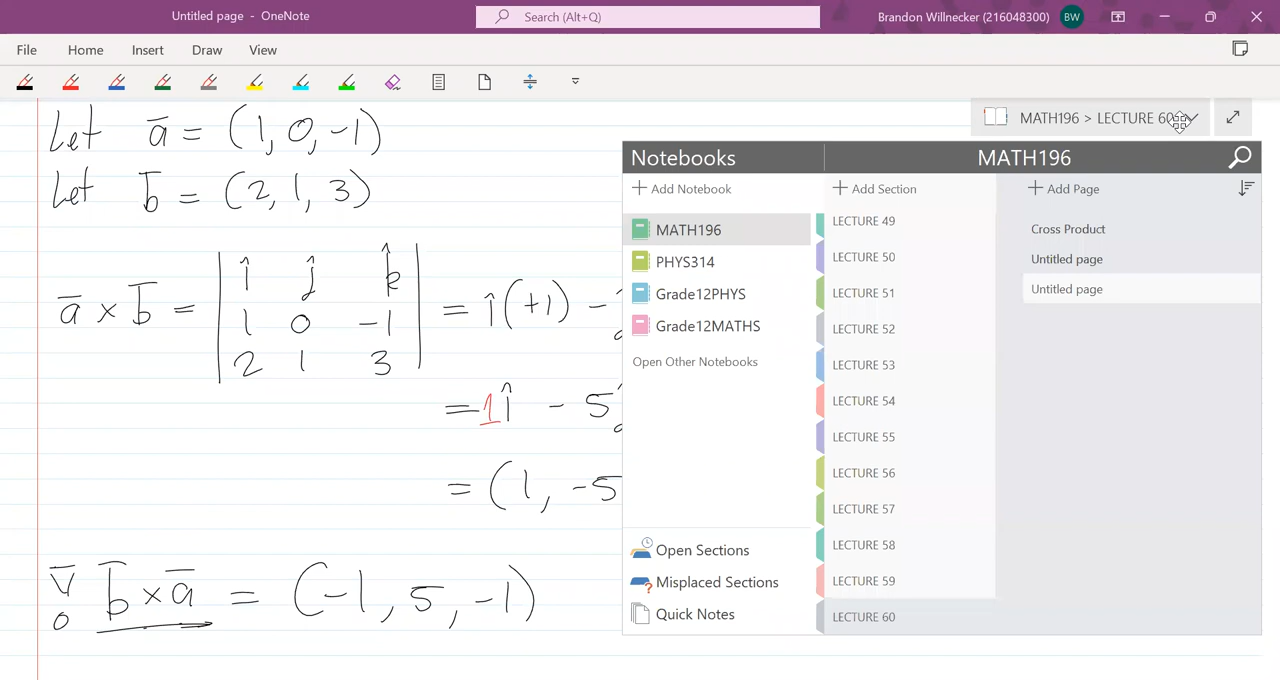 Untitled page - OneNote
Search (Alt+Q)
Brandon Willnecker (216048300) BW
File Home Insert Draw View
MATH196 > LECTURE 60
Let a̅ = (1, 0, -1)
Let b̅ = (2, 1, 3)
a̅ × b̅ = | î ĵ k̂ | = î(+1) -
1 0 -1
2 1 3
= 1î - 5
= (1, -5
b̅ × a̅ = (-1, 5, -1)
Notebooks
MATH196
Add Notebook
MATH196
PHYS314
Grade12PHYS
Grade12MATHS
Open Other Notebooks
Open Sections
Misplaced Sections
Quick Notes
Add Section
LECTURE 49
LECTURE 50
LECTURE 51
LECTURE 52
LECTURE 53
LECTURE 54
LECTURE 55
LECTURE 56
LECTURE 57
LECTURE 58
LECTURE 59
LECTURE 60
Add Page
Cross Product
Untitled page
Untitled page